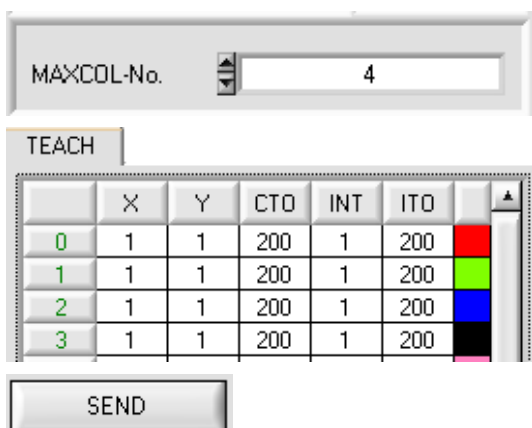 MAXCOL-No. 4
TEACH
X Y CTO INT ITO
0 1 1 200 1 200
1 1 1 200 1 200
2 1 1 200 1 200
3 1 1 200 1 200
SEND